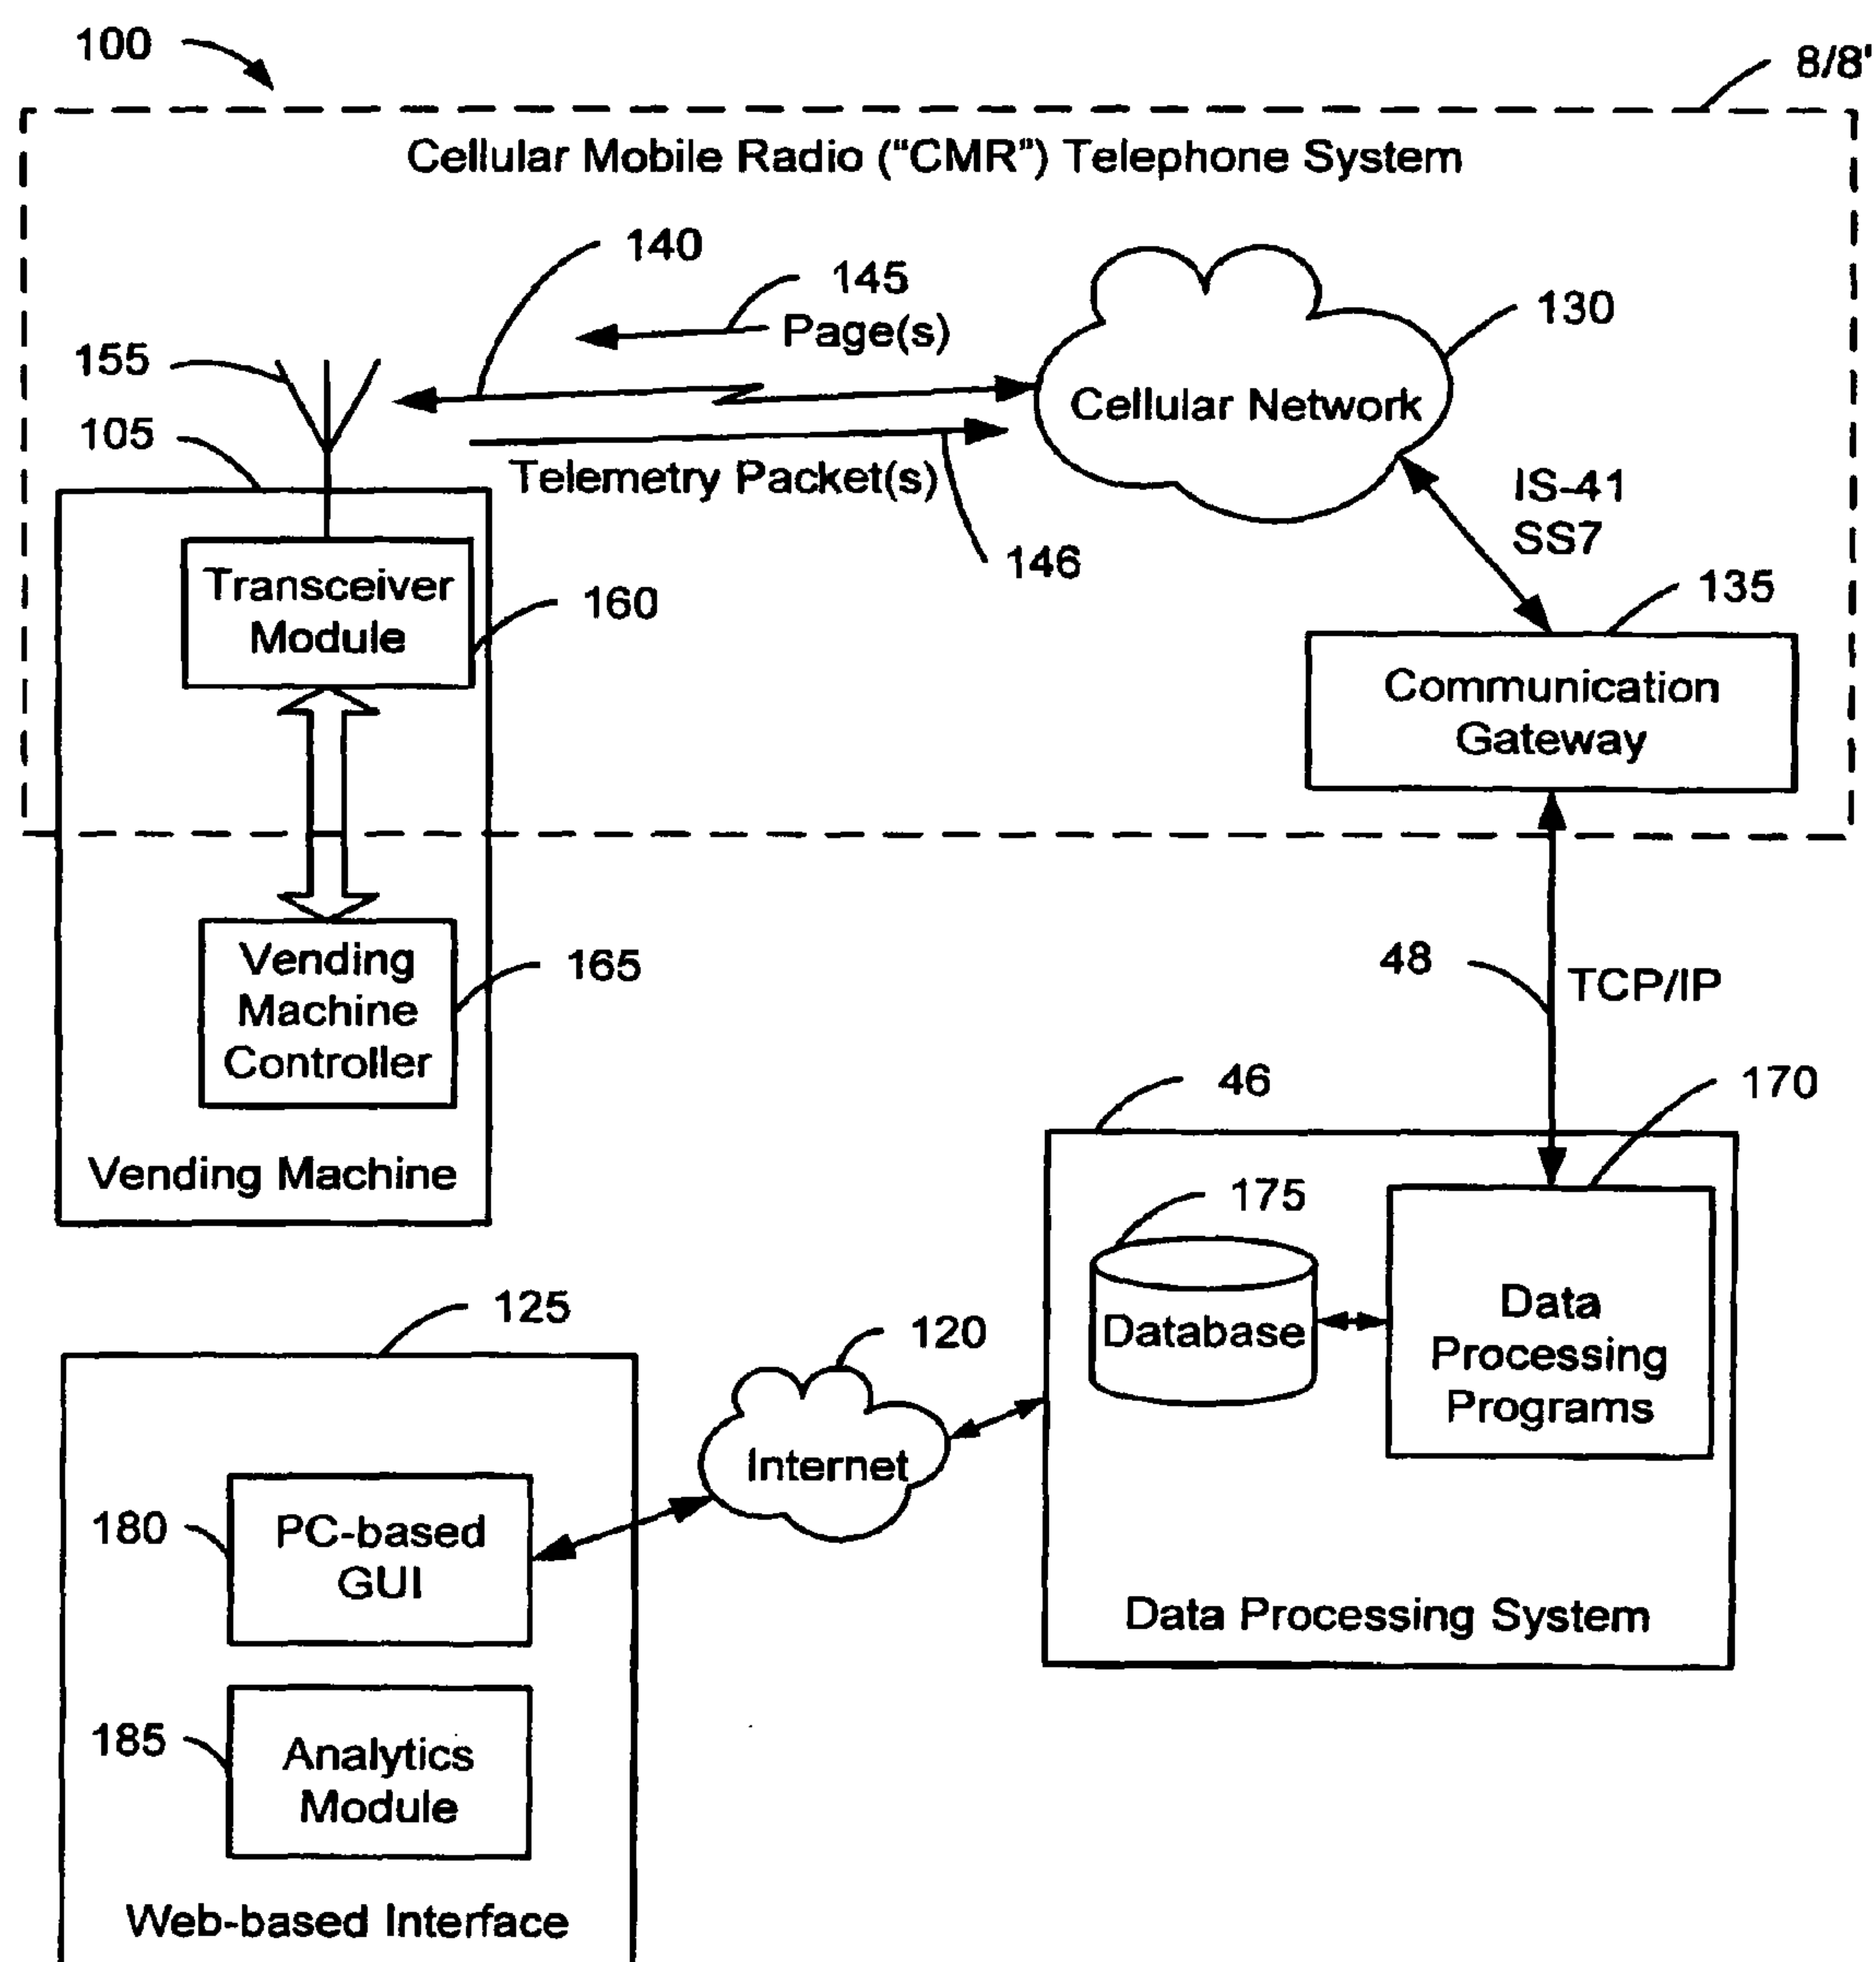 100
8/8'
Cellular Mobile Radio ("CMR") Telephone System
140
145
Page(s)
130
155
Cellular Network
105
Telemetry Packet(s)
IS-41
SS7
146
Transceiver
Module
160
135
Communication
Gateway
Vending
Machine
Controller
165
48
TCP/IP
46
170
Vending Machine
175
Database
Data
Processing
Programs
125
120
Internet
180
PC-based
GUI
Data Processing System
185
Analytics
Module
Web-based Interface